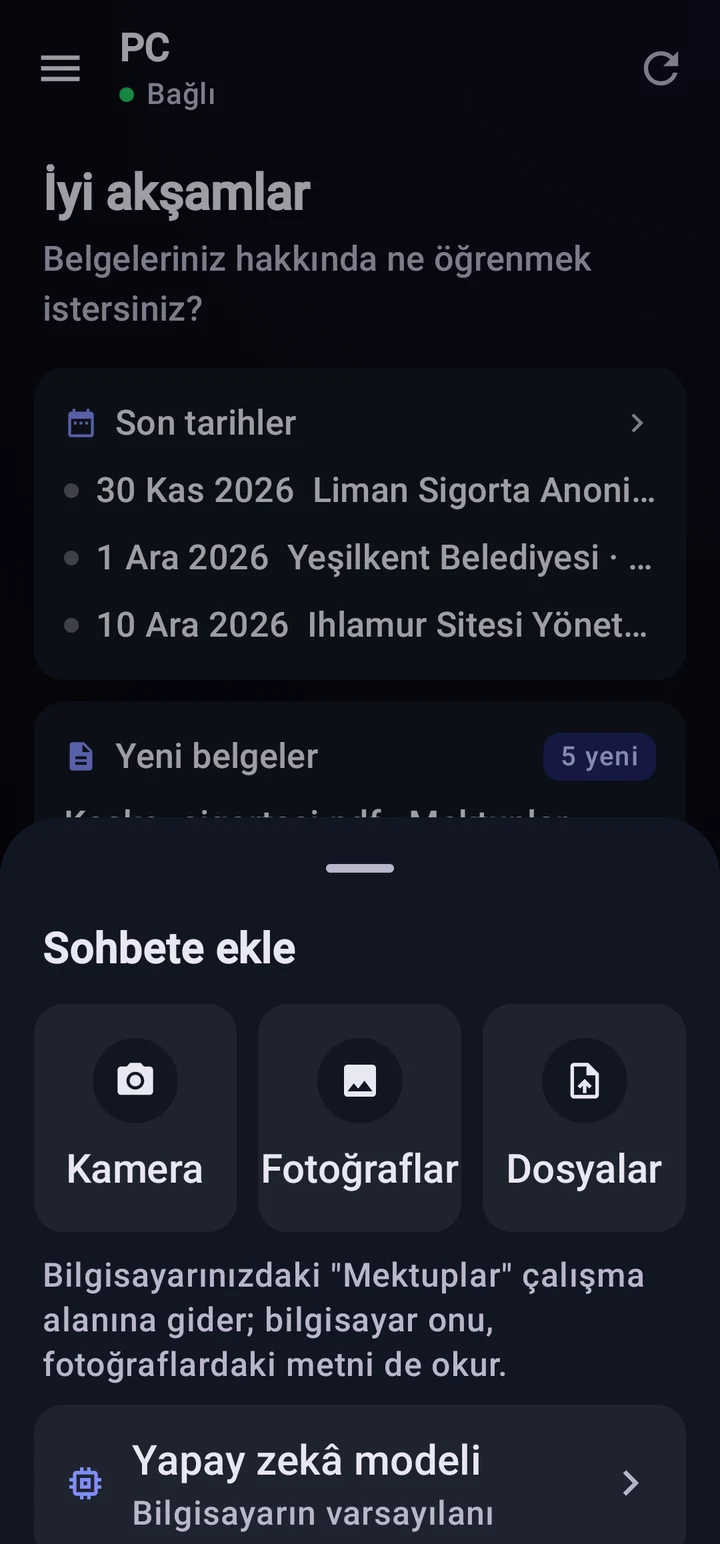 PC
Bağlı
İyi akşamlar
Belgeleriniz hakkında ne öğrenmek
istersiniz?
Son tarihler
30 Kas 2026 Liman Sigorta Anoni...
1 Ara 2026 Yeşilkent Belediyesi · ...
10 Ara 2026 Ihlamur Sitesi Yönet...
Yeni belgeler
5 yeni
Sohbete ekle
Kamera
Fotoğraflar
Dosyalar
Bilgisayarınızdaki "Mektuplar" çalışma
alanına gider; bilgisayar onu,
fotoğraflardaki metni de okur.
Yapay zekâ modeli
Bilgisayarın varsayılanı